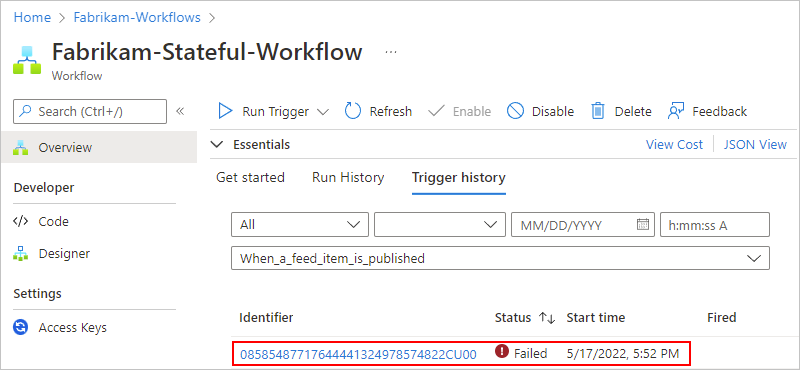 Home > Fabrikam-Workflows >
Fabrikam-Stateful-Workflow ...
Workflow
Search (Ctrl+/) «
Run Trigger Refresh Enable Disable Delete Feedback
Overview
Essentials View Cost JSON View
Get started Run History Trigger history
Developer
Code
Designer
Settings
Access Keys
All MM/DD/YYYY h:mm:ss A
When_a_feed_item_is_published
Identifier Status Start time Fired
08585487717644441324978574822CU00 Failed 5/17/2022, 5:52 PM